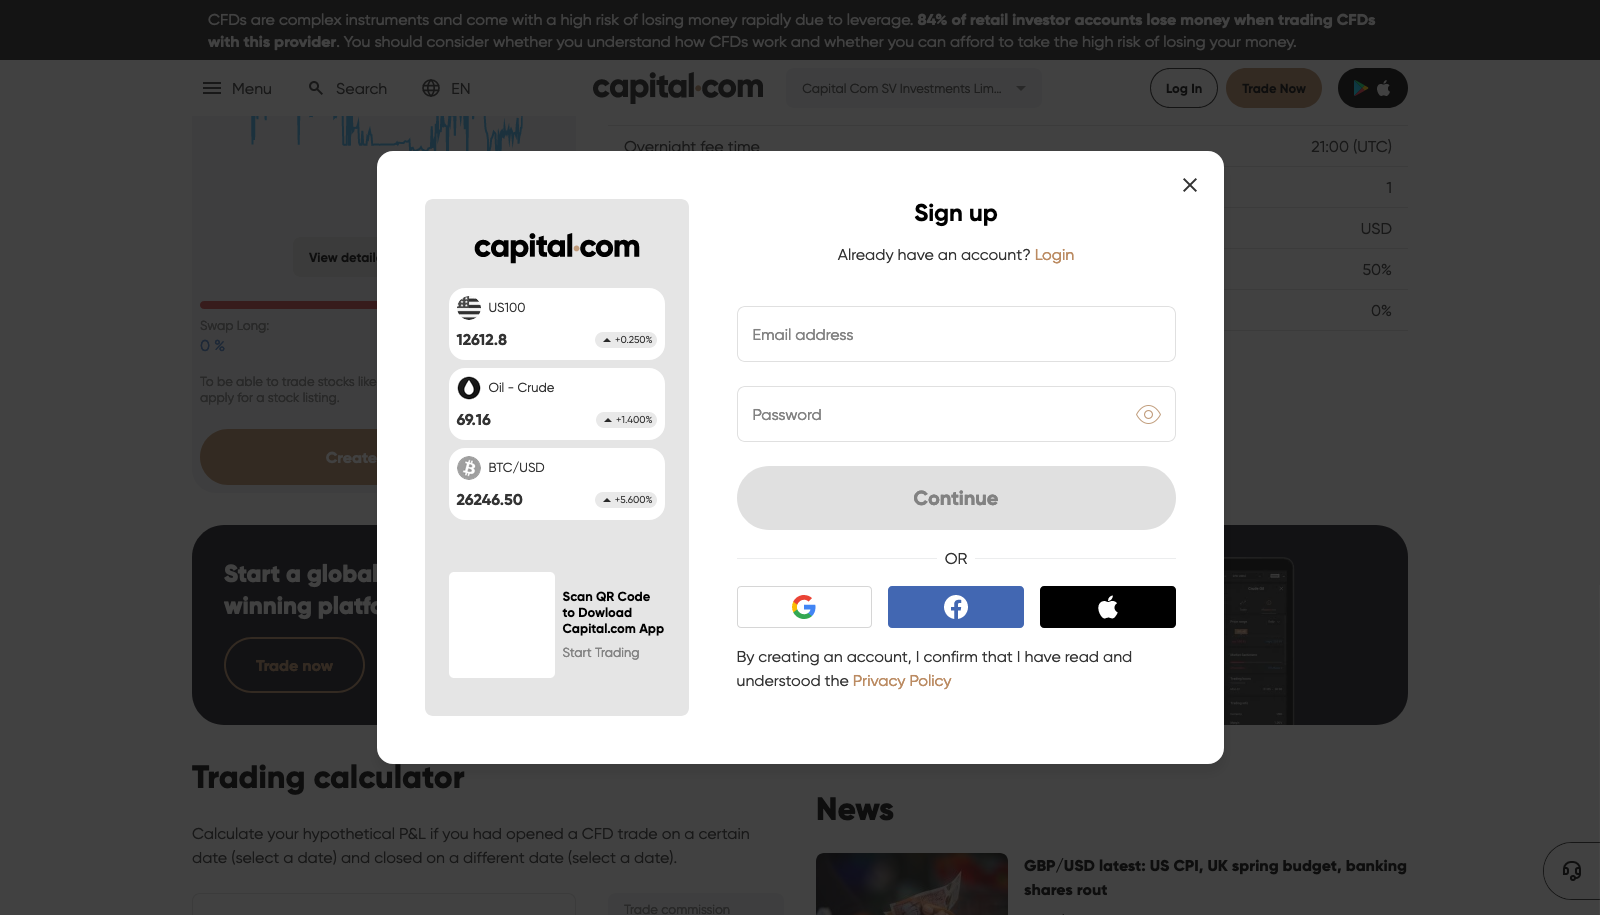 CFDs are complex instruments and come with a high risk of losing money rapidly due to leverage. 84% of retail investor accounts lose money when trading CFDs
with this provider. You should consider whether you understand how CFDs work and whether you can afford to take the high risk of losing your money.
Menu
Search
EN
capital.com
Capital Com SV Investments Lim...
Log In
Trade Now
Overnight fee time
21:00 (UTC)
1
USD
50%
0%
View details
Swap Long:
0 %
To be able to trade stocks like
apply for a stock listing.
Create
Sign up
Already have an account? Login
Email address
Password
Continue
OR
By creating an account, I confirm that I have read and
understood the Privacy Policy
capital.com
US100
12612.8
+0.250%
Oil - Crude
69.16
+1.400%
BTC/USD
26246.50
+5.600%
Scan QR Code
to Dowload
Capital.com App
Start Trading
Start a global
winning platfo
Trade now
Trading calculator
Calculate your hypothetical P&L if you had opened a CFD trade on a certain
date (select a date) and closed on a different date (select a date).
Trade commission
News
GBP/USD latest: US CPI, UK spring budget, banking
shares rout